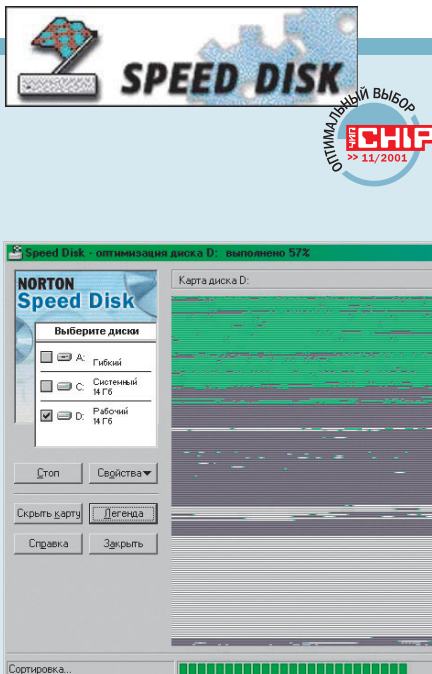 SPEED DISK
ОПТИМАЛЬНЫЙ ВЫБОР
ЧИП CHIP
>> 11/2001
Speed Disk - оптимизация диска D: выполнено 57%
NORTON
Speed Disk
Выберите диски
A: Гибкий
C: Системный
14 Гб
D: Рабочий
14 Гб
Карта диска D:
Стоп
Свойства
Скрыть карту
Легенда
Справка
Закрыть
Сортировка...